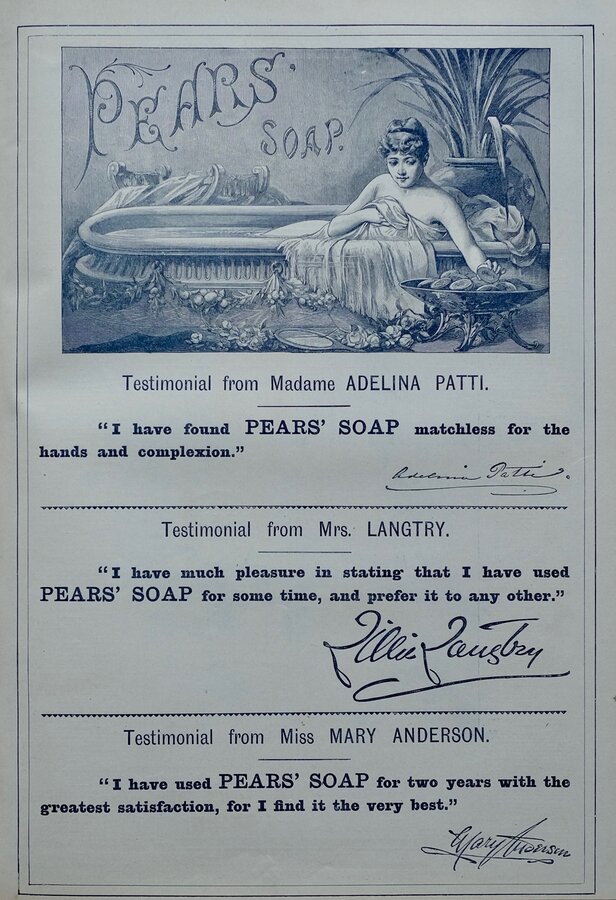 PEARS'
SOAP.
Testimonial from Madame ADELINA PATTI.
“I have found PEARS' SOAP matchless for the
hands and complexion.”
Adelina Patti.
Testimonial from Mrs. LANGTRY.
“I have much pleasure in stating that I have used
PEARS' SOAP for some time, and prefer it to any other.”
Lillie Langtry
Testimonial from Miss MARY ANDERSON.
“I have used PEARS' SOAP for two years with the
greatest satisfaction, for I find it the very best.”
Mary Anderson